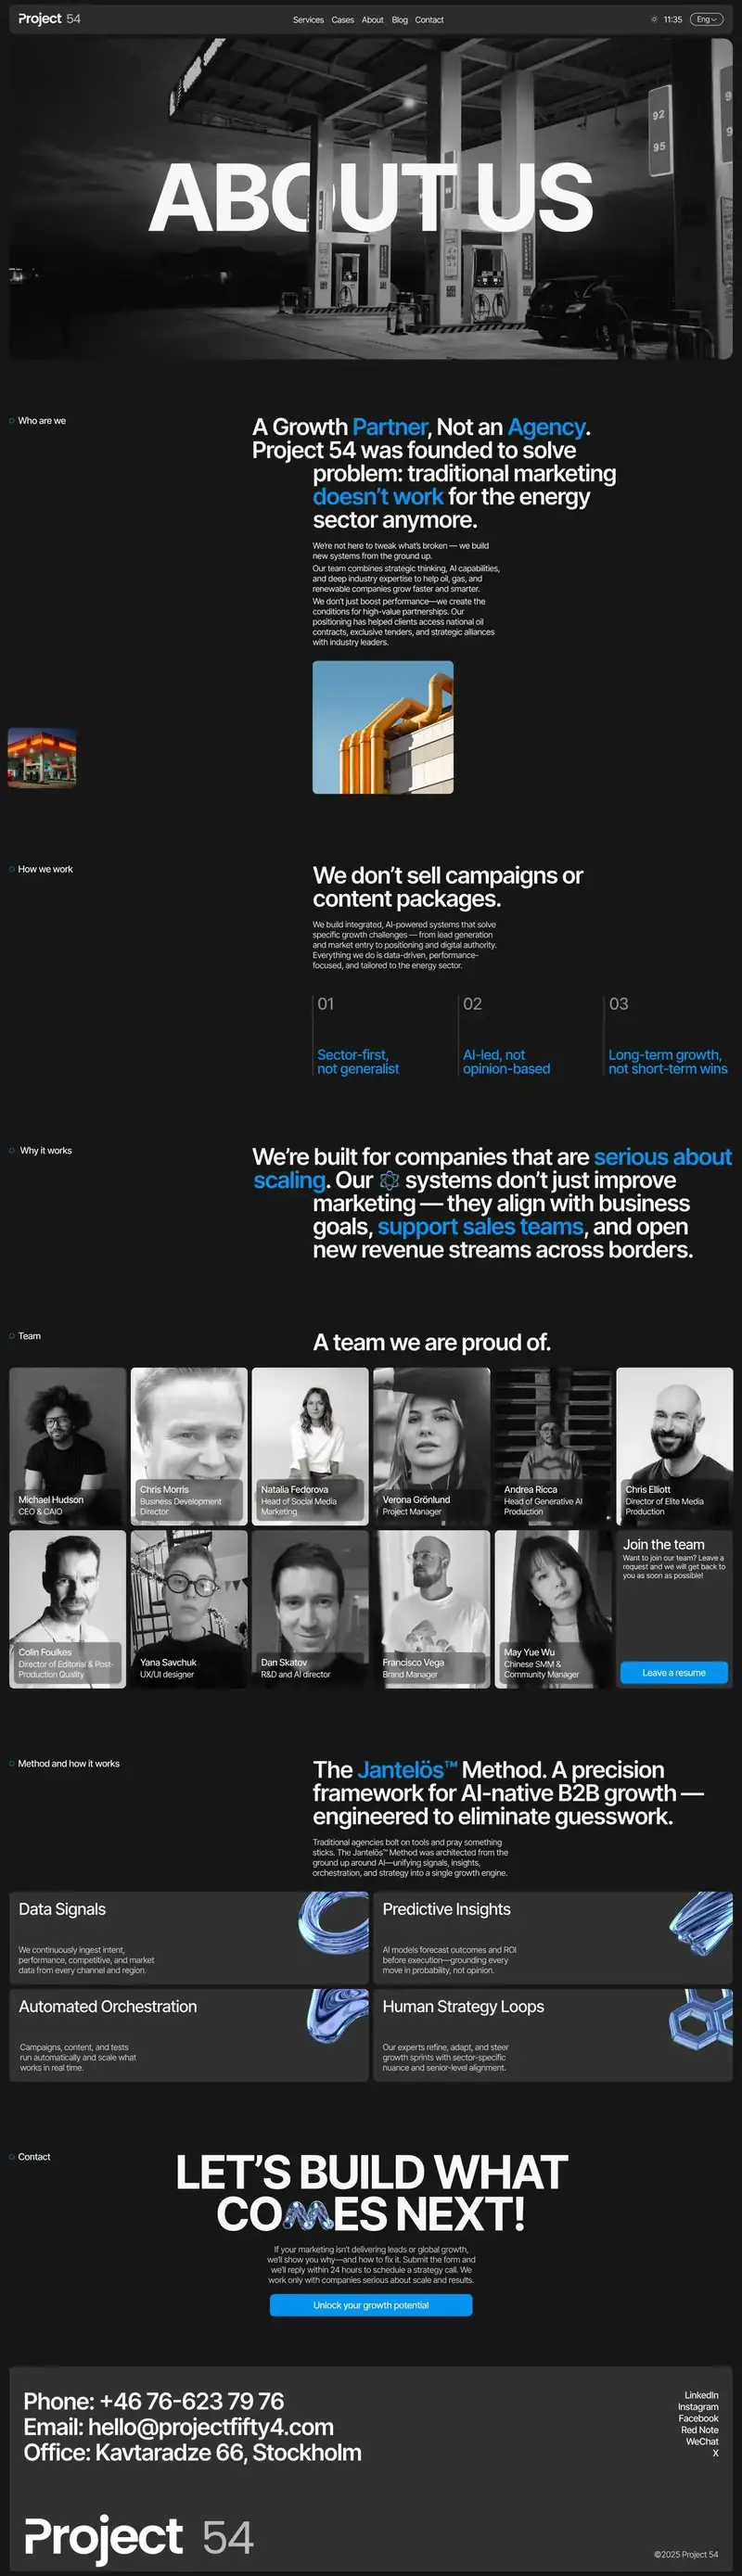 Project 54
Services Cases About Blog Contact
11:35 Eng
92
95
ABOUT US
Who are we
A Growth Partner, Not an Agency.
Project 54 was founded to solve
problem: traditional marketing
doesn't work for the energy
sector anymore.
We're not here to tweak what's broken — we build
new systems from the ground up.
Our team combines strategic thinking, AI capabilities,
and deep industry expertise to help oil, gas, and
renewable companies grow faster and smarter.
We don't just boost performance—we create the
conditions for high-value partnerships. Our
positioning has helped clients access national oil
contracts, exclusive tenders, and strategic alliances
with industry leaders.
How we work
We don't sell campaigns or
content packages.
We build integrated, AI-powered systems that solve
specific growth challenges — from lead generation
and market entry to positioning and digital authority.
Everything we do is data-driven, performance-
focused, and tailored to the energy sector.
01
Sector-first,
not generalist
02
AI-led, not
opinion-based
03
Long-term growth,
not short-term wins
Why it works
We're built for companies that are serious about
scaling. Our systems don't just improve
marketing — they align with business
goals, support sales teams, and open
new revenue streams across borders.
Team
A team we are proud of.
Michael Hudson
CEO & CAIO
Chris Morris
Business Development
Director
Natalia Fedorova
Head of Social Media
Marketing
Verona Grönlund
Project Manager
Andrea Ricca
Head of Generative AI
Production
Chris Elliott
Director of Elite Media
Production
Colin Foulkes
Director of Editorial & Post-
Production Quality
Yana Savchuk
UX/UI designer
Dan Skatov
R&D and AI director
Francisco Vega
Brand Manager
May Yue Wu
Chinese SMM &
Community Manager
Join the team
Want to join our team? Leave a
request and we will get back to
you as soon as possible!
Leave a resume
Method and how it works
The Jantelös™ Method. A precision
framework for AI-native B2B growth —
engineered to eliminate guesswork.
Traditional agencies bolt on tools and pray something
sticks. The Jantelös™ Method was architected from the
ground up around AI—unifying signals, insights,
orchestration, and strategy into a single growth engine.
Data Signals
We continuously ingest intent,
performance, competitive, and market
data from every channel and region.
Predictive Insights
AI models forecast outcomes and ROI
before execution—grounding every
move in probability, not opinion.
Automated Orchestration
Campaigns, content, and tests
run automatically and scale what
works in real time.
Human Strategy Loops
Our experts refine, adapt, and steer
growth sprints with sector-specific
nuance and senior-level alignment.
Contact
LET'S BUILD WHAT
COMES NEXT!
If your marketing isn't delivering leads or global growth,
we'll show you why—and how to fix it. Submit the form and
we'll reply within 24 hours to schedule a strategy call. We
work only with companies serious about scale and results.
Unlock your growth potential
Phone: +46 76-623 79 76
Email: hello@projectfifty4.com
Office: Kavtaradze 66, Stockholm
LinkedIn
Instagram
Facebook
Red Note
WeChat
X
Project 54
©2025 Project 54